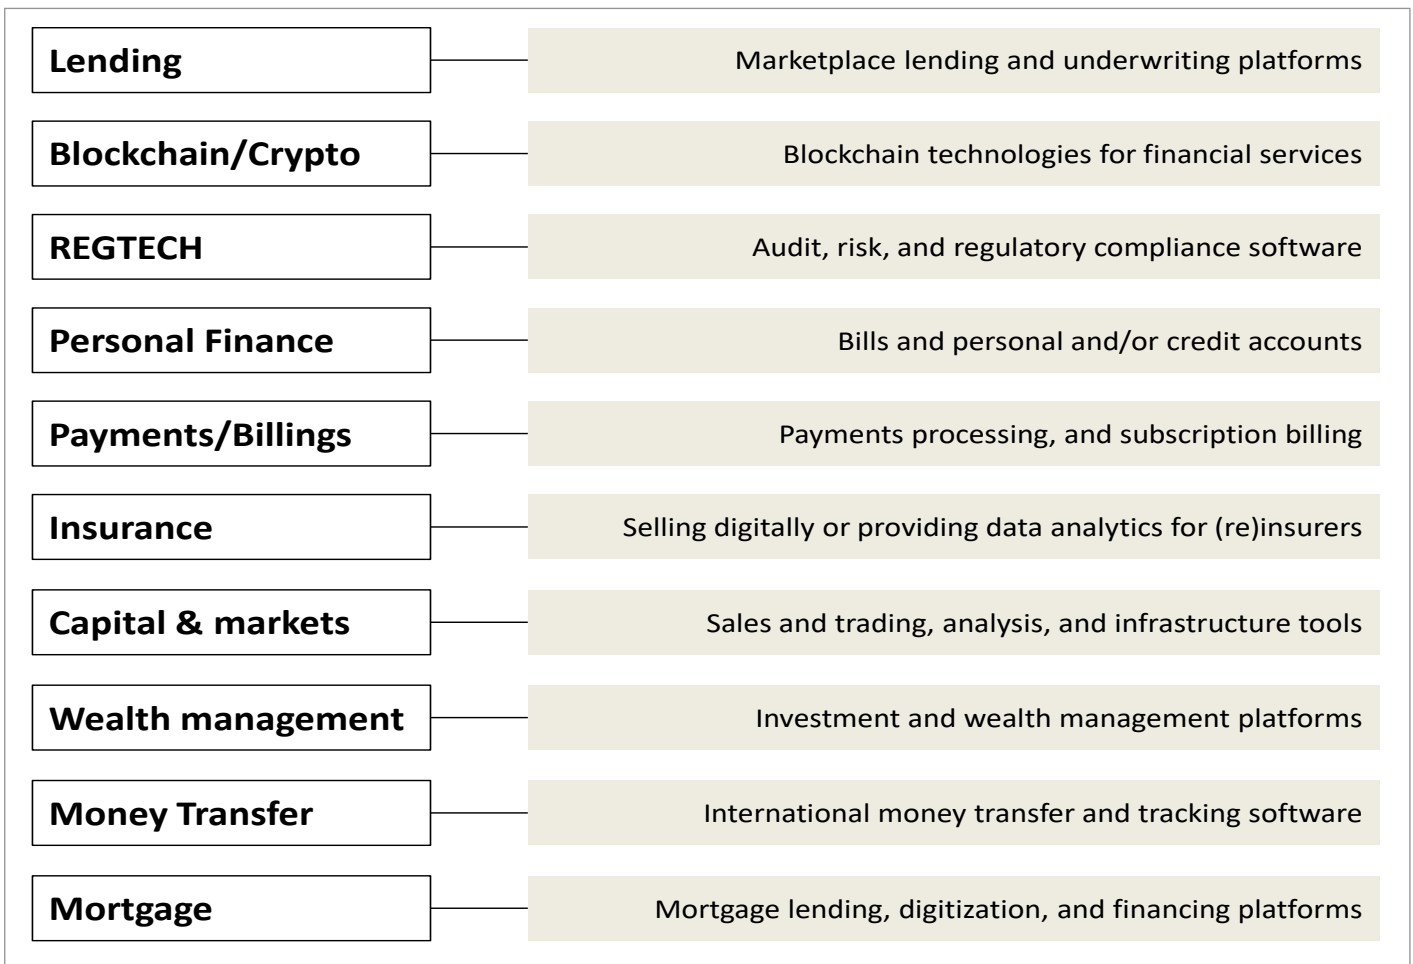 Lending
Marketplace lending and underwriting platforms
Blockchain/Crypto
Blockchain technologies for financial services
REGTECH
Audit, risk, and regulatory compliance software
Personal Finance
Bills and personal and/or credit accounts
Payments/Billings
Payments processing, and subscription billing
Insurance
Selling digitally or providing data analytics for (re)insurers
Capital & markets
Sales and trading, analysis, and infrastructure tools
Wealth management
Investment and wealth management platforms
Money Transfer
International money transfer and tracking software
Mortgage
Mortgage lending, digitization, and financing platforms